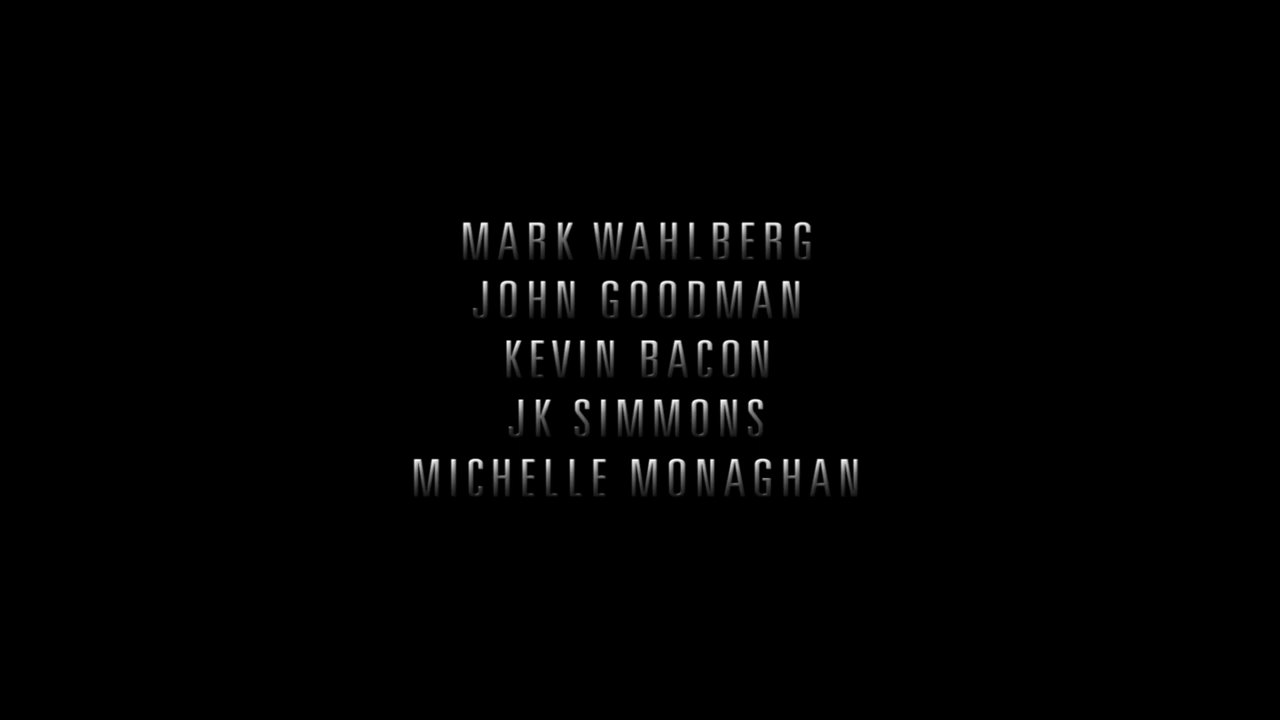 MARK WAHLBERG
JOHN GOODMAN
KEVIN BACON
JK SIMMONS
MICHELLE MONAGHAN